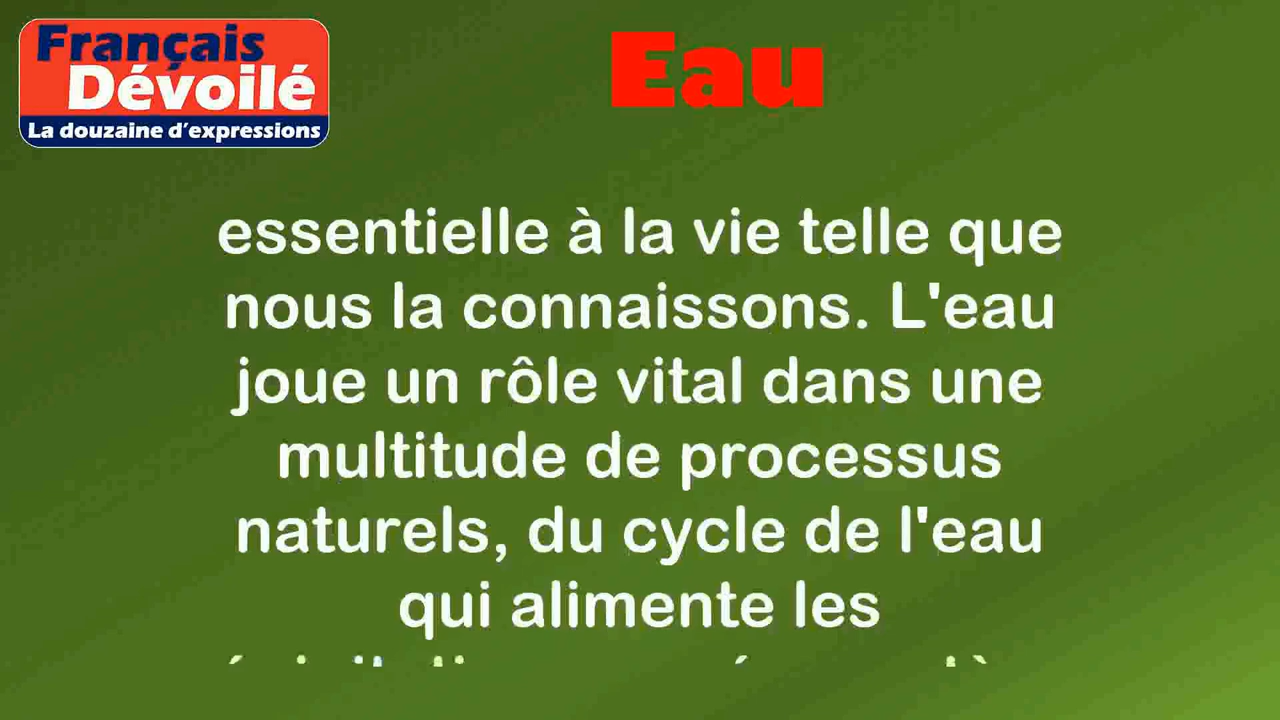 Français
Dévoilé
La douzaine d'expressions
Eau
essentielle à la vie telle que
nous la connaissons. L'eau
joue un rôle vital dans une
multitude de processus
naturels, du cycle de l'eau
qui alimente les